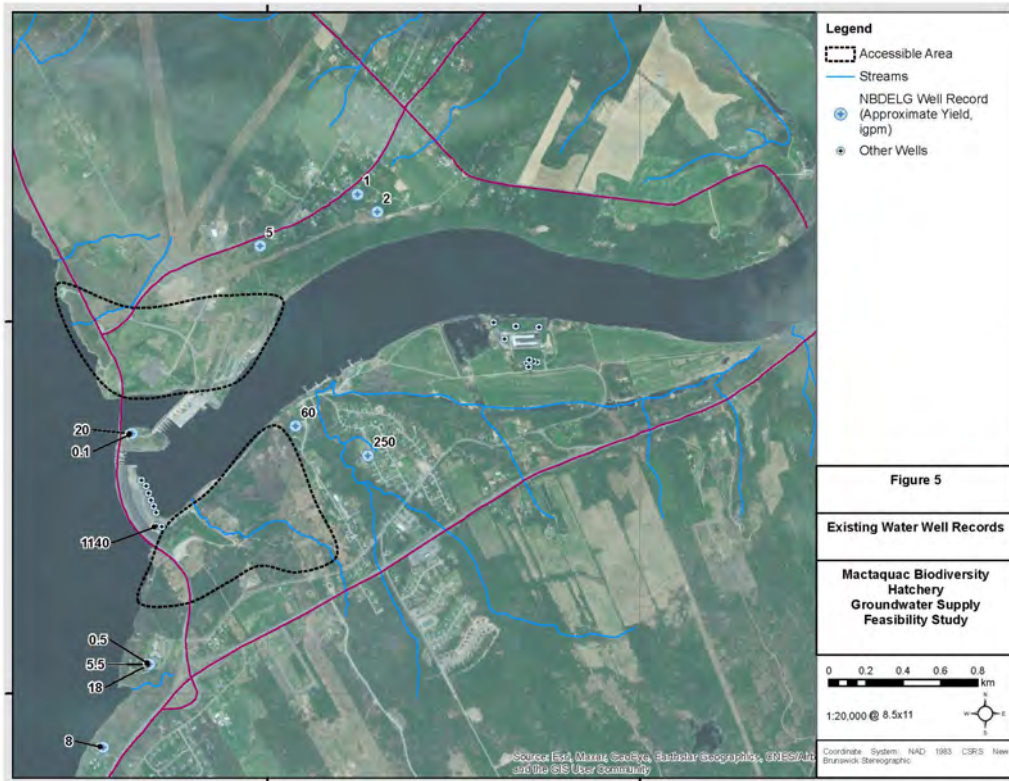 Legend
Accessible Area
Streams
NBDELG Well Record
(Approximate Yield,
igpm)
Other Wells
1
2
5
20
0.1
60
250
1140
0.5
5.5
18
8
Figure 5
Existing Water Well Records
Mactaquac Biodiversity
Hatchery
Groundwater Supply
Feasibility Study
0 0.2 0.4 0.6 0.8
km
1:20,000 @ 8.5x11
N
W E
S
Source: Esri, Maxar, GeoEye, Earthstar Geographics, CNES/Airb
and the GIS User Community
Coordinate System: NAD 1983 CSRS New
Brunswick Stereographic